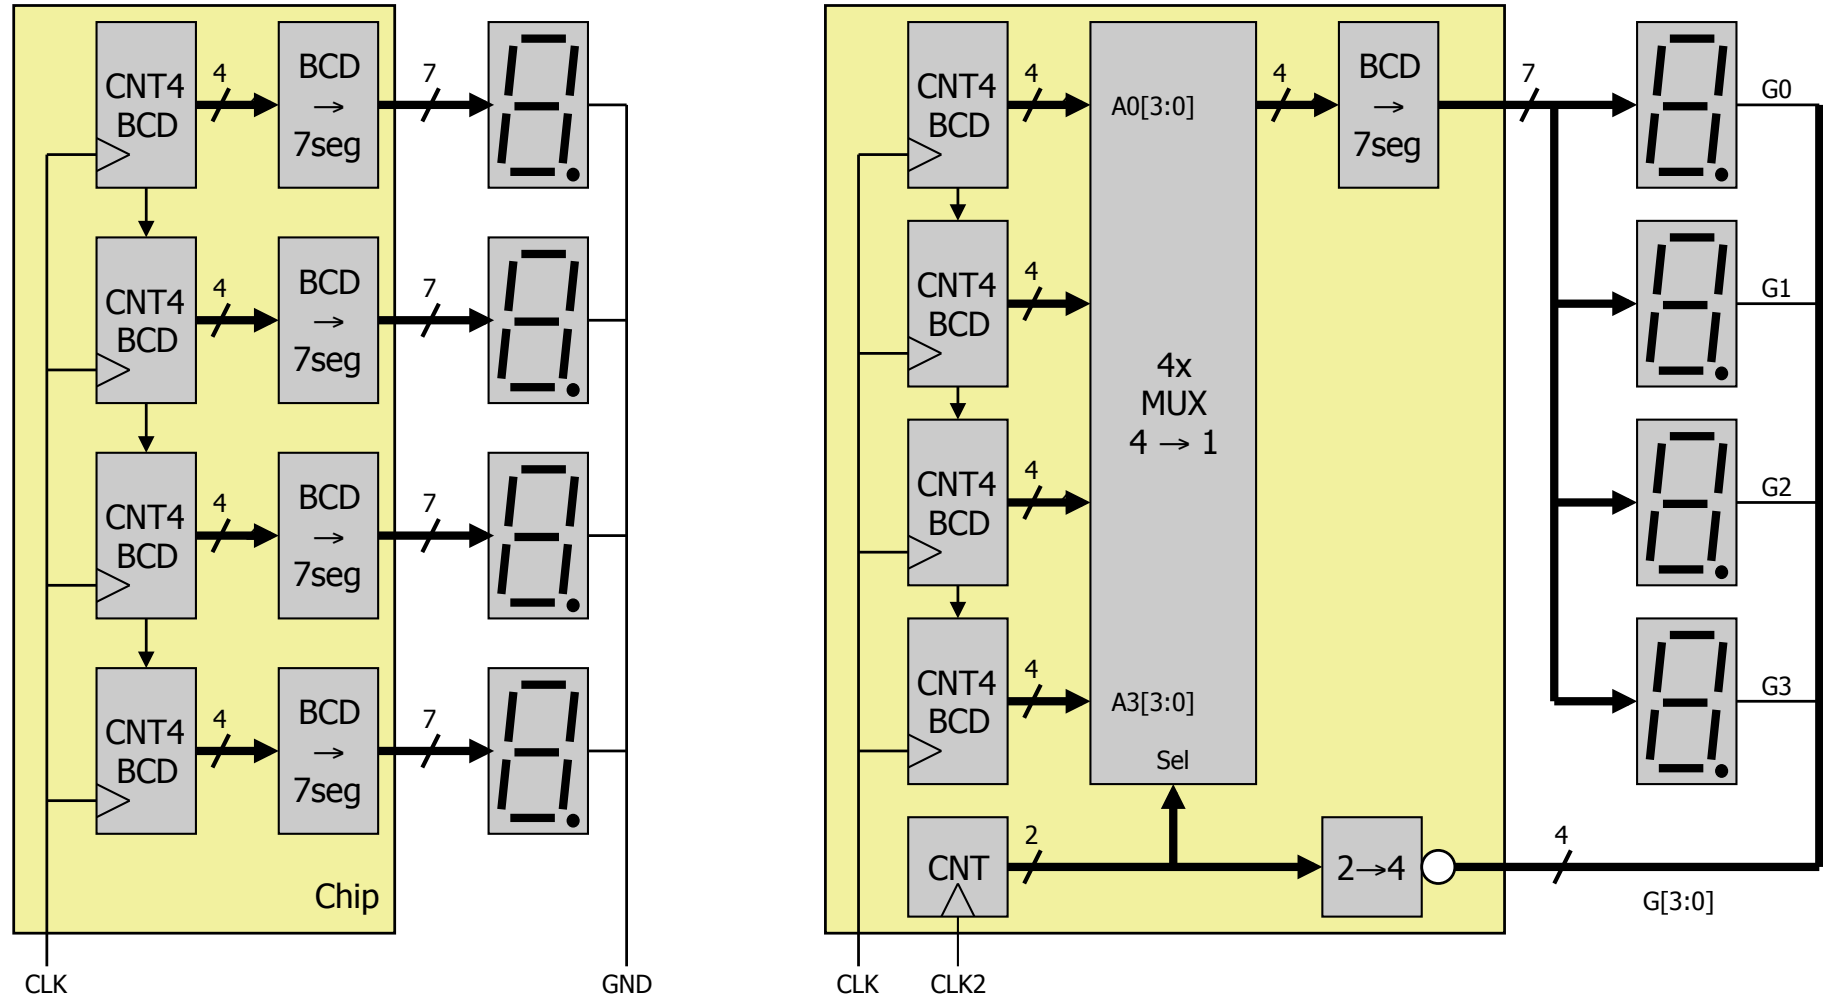 CNT4
BCD
4
BCD
→
7seg
7
CNT4
BCD
4
BCD
→
7seg
7
CNT4
BCD
4
BCD
→
7seg
7
CNT4
BCD
4
BCD
→
7seg
7
Chip
CLK
GND
CNT4
BCD
4
A0[3:0]
4
BCD
→
7seg
7
G0
CNT4
BCD
4
G1
4x
MUX
4 → 1
CNT4
BCD
4
G2
CNT4
BCD
4
A3[3:0]
Sel
G3
CNT
2
2→4
4
G[3:0]
CLK
CLK2